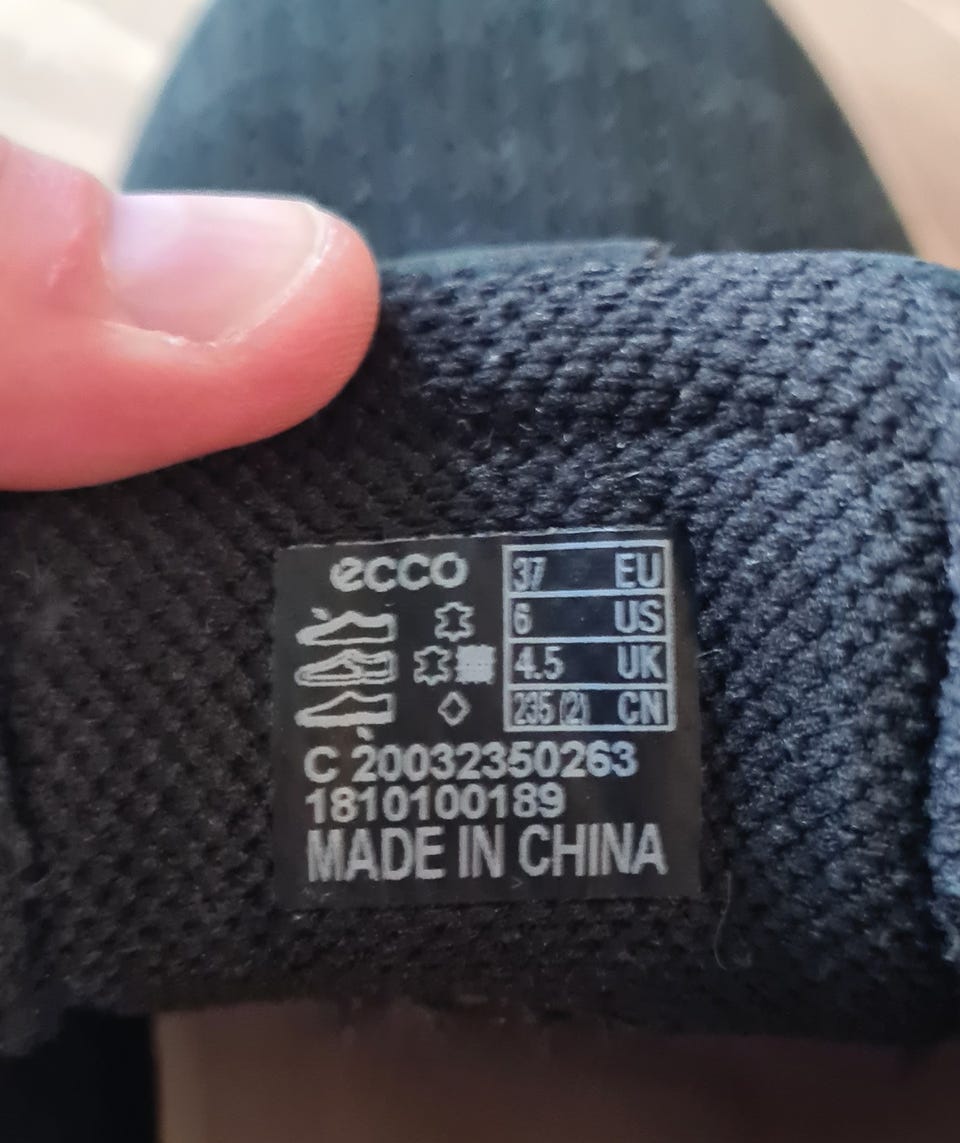 ecco
37 EU
6 US
4.5 UK
235 (2) CN
C 20032350263
1810100189
MADE IN CHINA